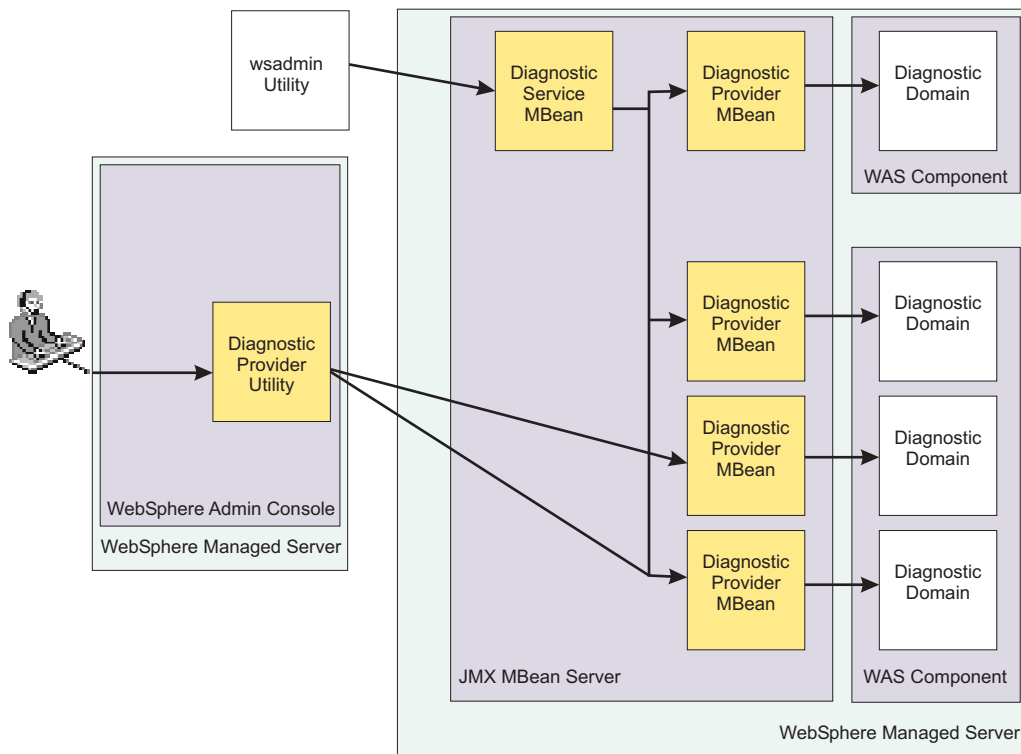 wsadmin
Utility
Diagnostic
Service
MBean
Diagnostic
Provider
MBean
Diagnostic
Domain
WAS Component
Diagnostic
Provider
MBean
Diagnostic
Domain
Diagnostic
Provider
Utility
WebSphere Admin Console
WebSphere Managed Server
Diagnostic
Provider
MBean
Diagnostic
Domain
Diagnostic
Provider
MBean
Diagnostic
Domain
JMX MBean Server
WAS Component
WebSphere Managed Server